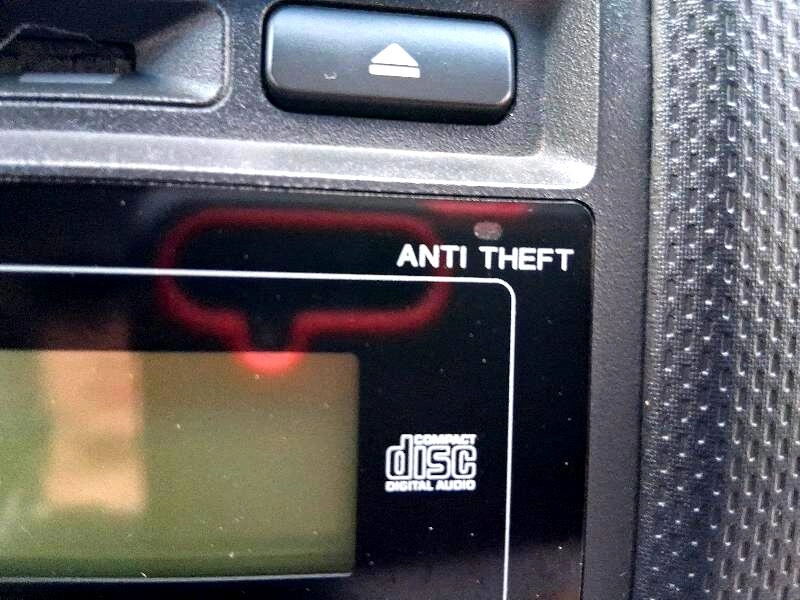 ANTI THEFT
COMPACT
disc
DIGITAL AUDIO